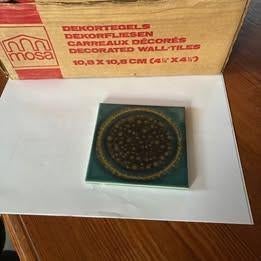 mosa
DEKORTEGELS
DEKORFLIESEN
CARREAUX DÉCORÉS
DECORATED WALL-TILES
10,8 X 10,8 CM (4¼" X 4¼")